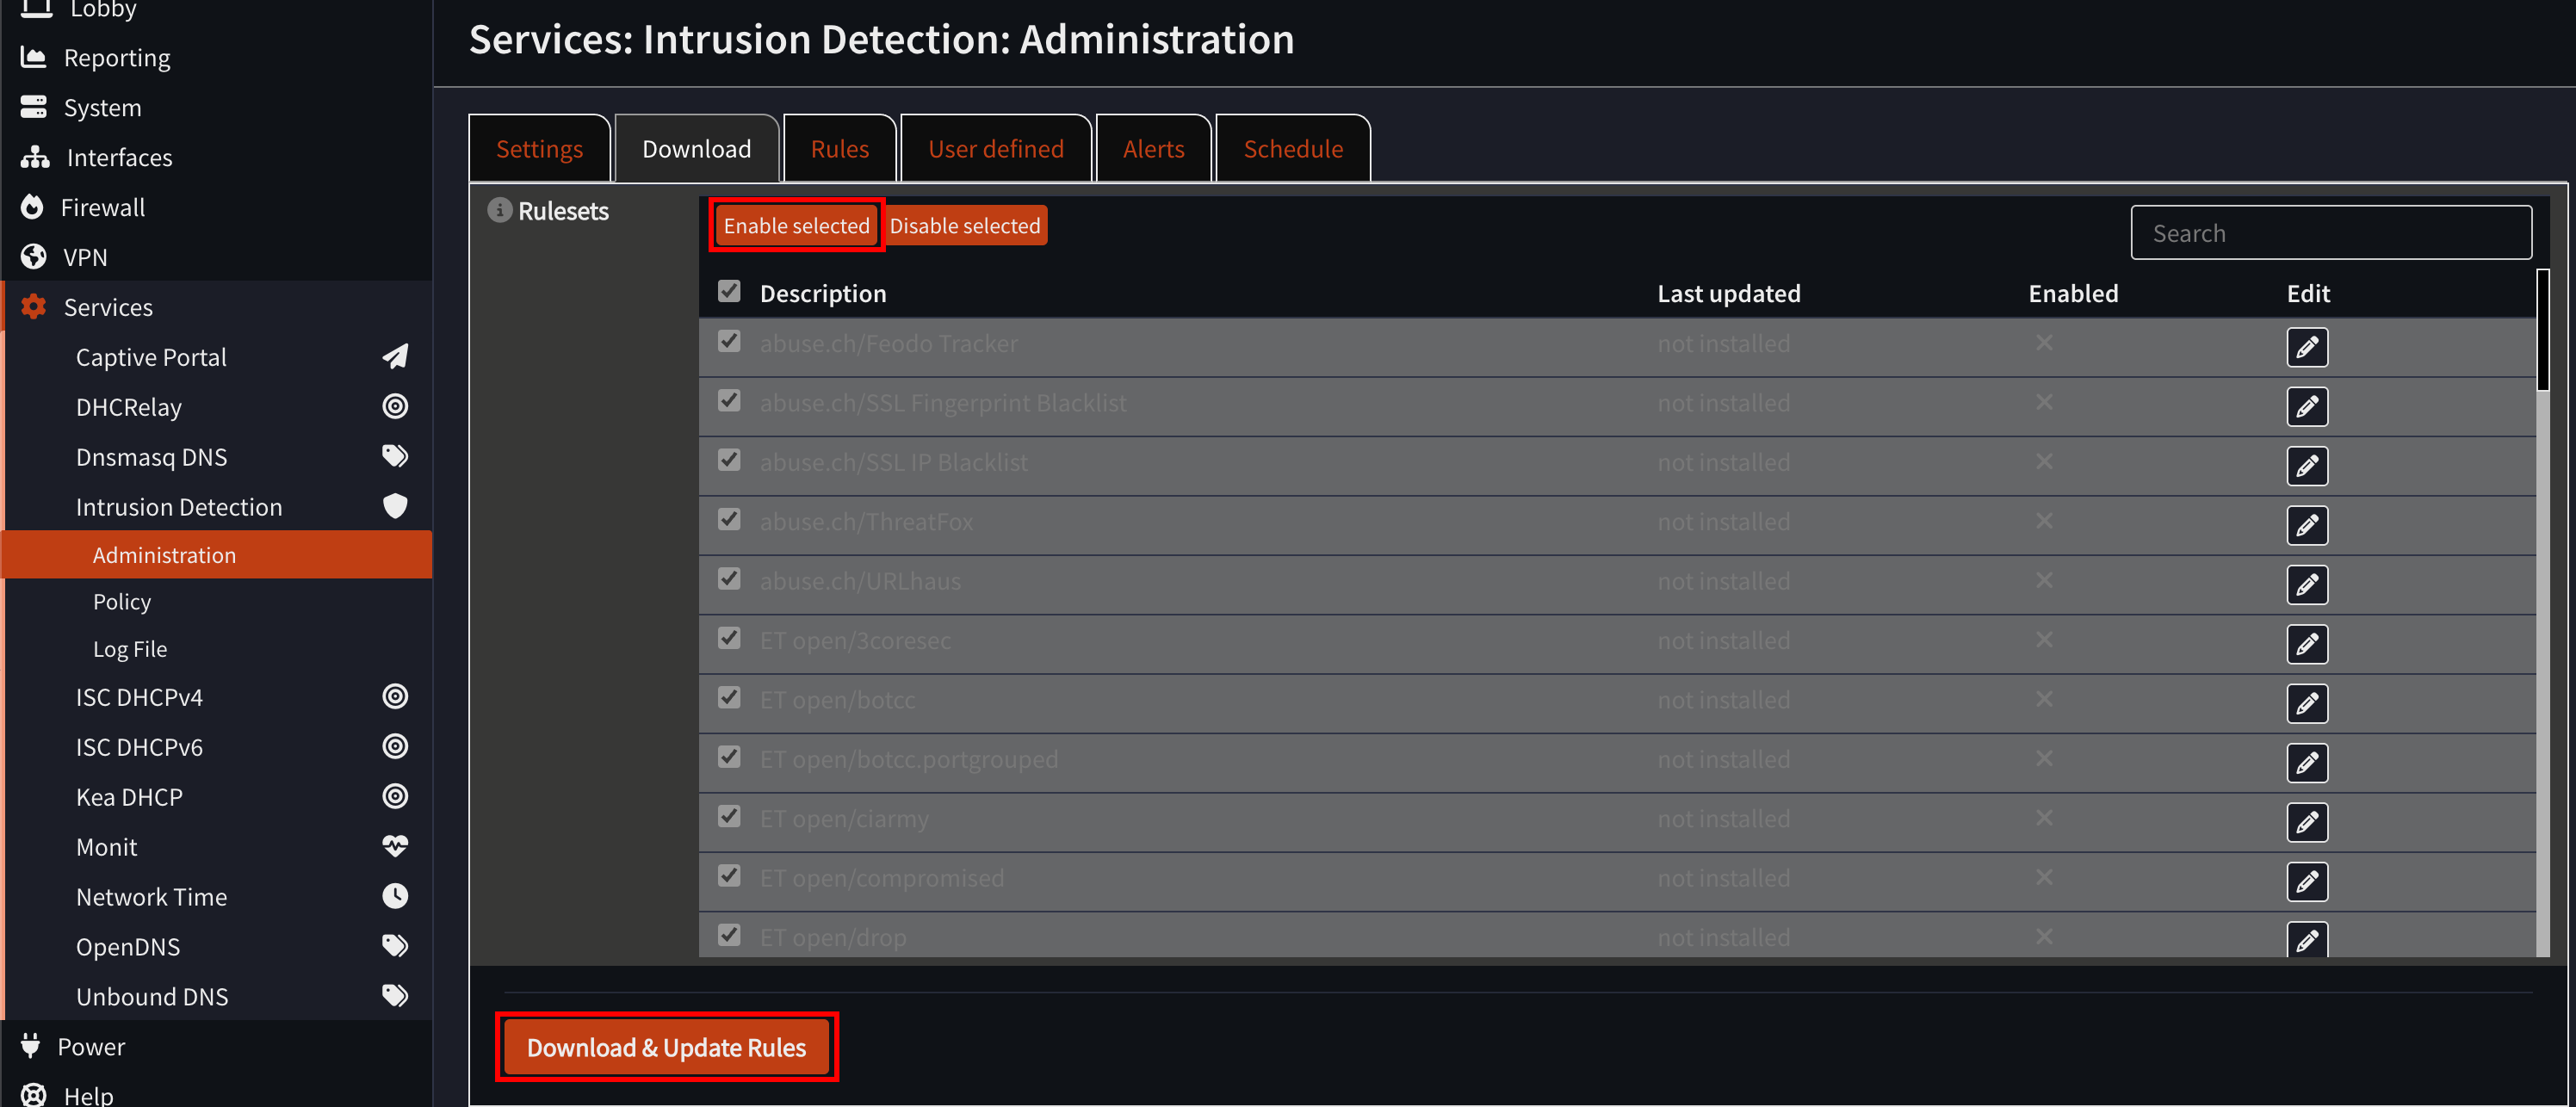 Lobby
Reporting
System
Interfaces
Firewall
VPN
Services
Captive Portal
DHCRelay
Dnsmasq DNS
Intrusion Detection
Administration
Policy
Log File
ISC DHCPv4
ISC DHCPv6
Kea DHCP
Monit
Network Time
OpenDNS
Unbound DNS
Power
Help
Services: Intrusion Detection: Administration
Settings Download Rules User defined Alerts Schedule
Rulesets
Enable selected Disable selected Search
Description Last updated Enabled Edit
abuse.ch/Feodo Tracker not installed
abuse.ch/SSL Fingerprint Blacklist not installed
abuse.ch/SSL IP Blacklist not installed
abuse.ch/ThreatFox not installed
abuse.ch/URLhaus not installed
ET open/3coresec not installed
ET open/botcc not installed
ET open/botcc.portgrouped not installed
ET open/ciarmy not installed
ET open/compromised not installed
ET open/drop not installed
Download & Update Rules